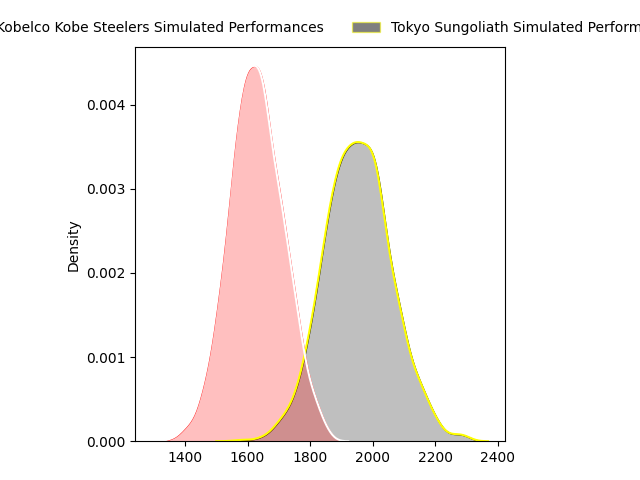 Kobelco Kobe Steelers Simulated Performances
Tokyo Sungoliath Simulated Perform
Density
0.004
0.003
0.002
0.001
0.000
1400 1600 1800 2000 2200 2400